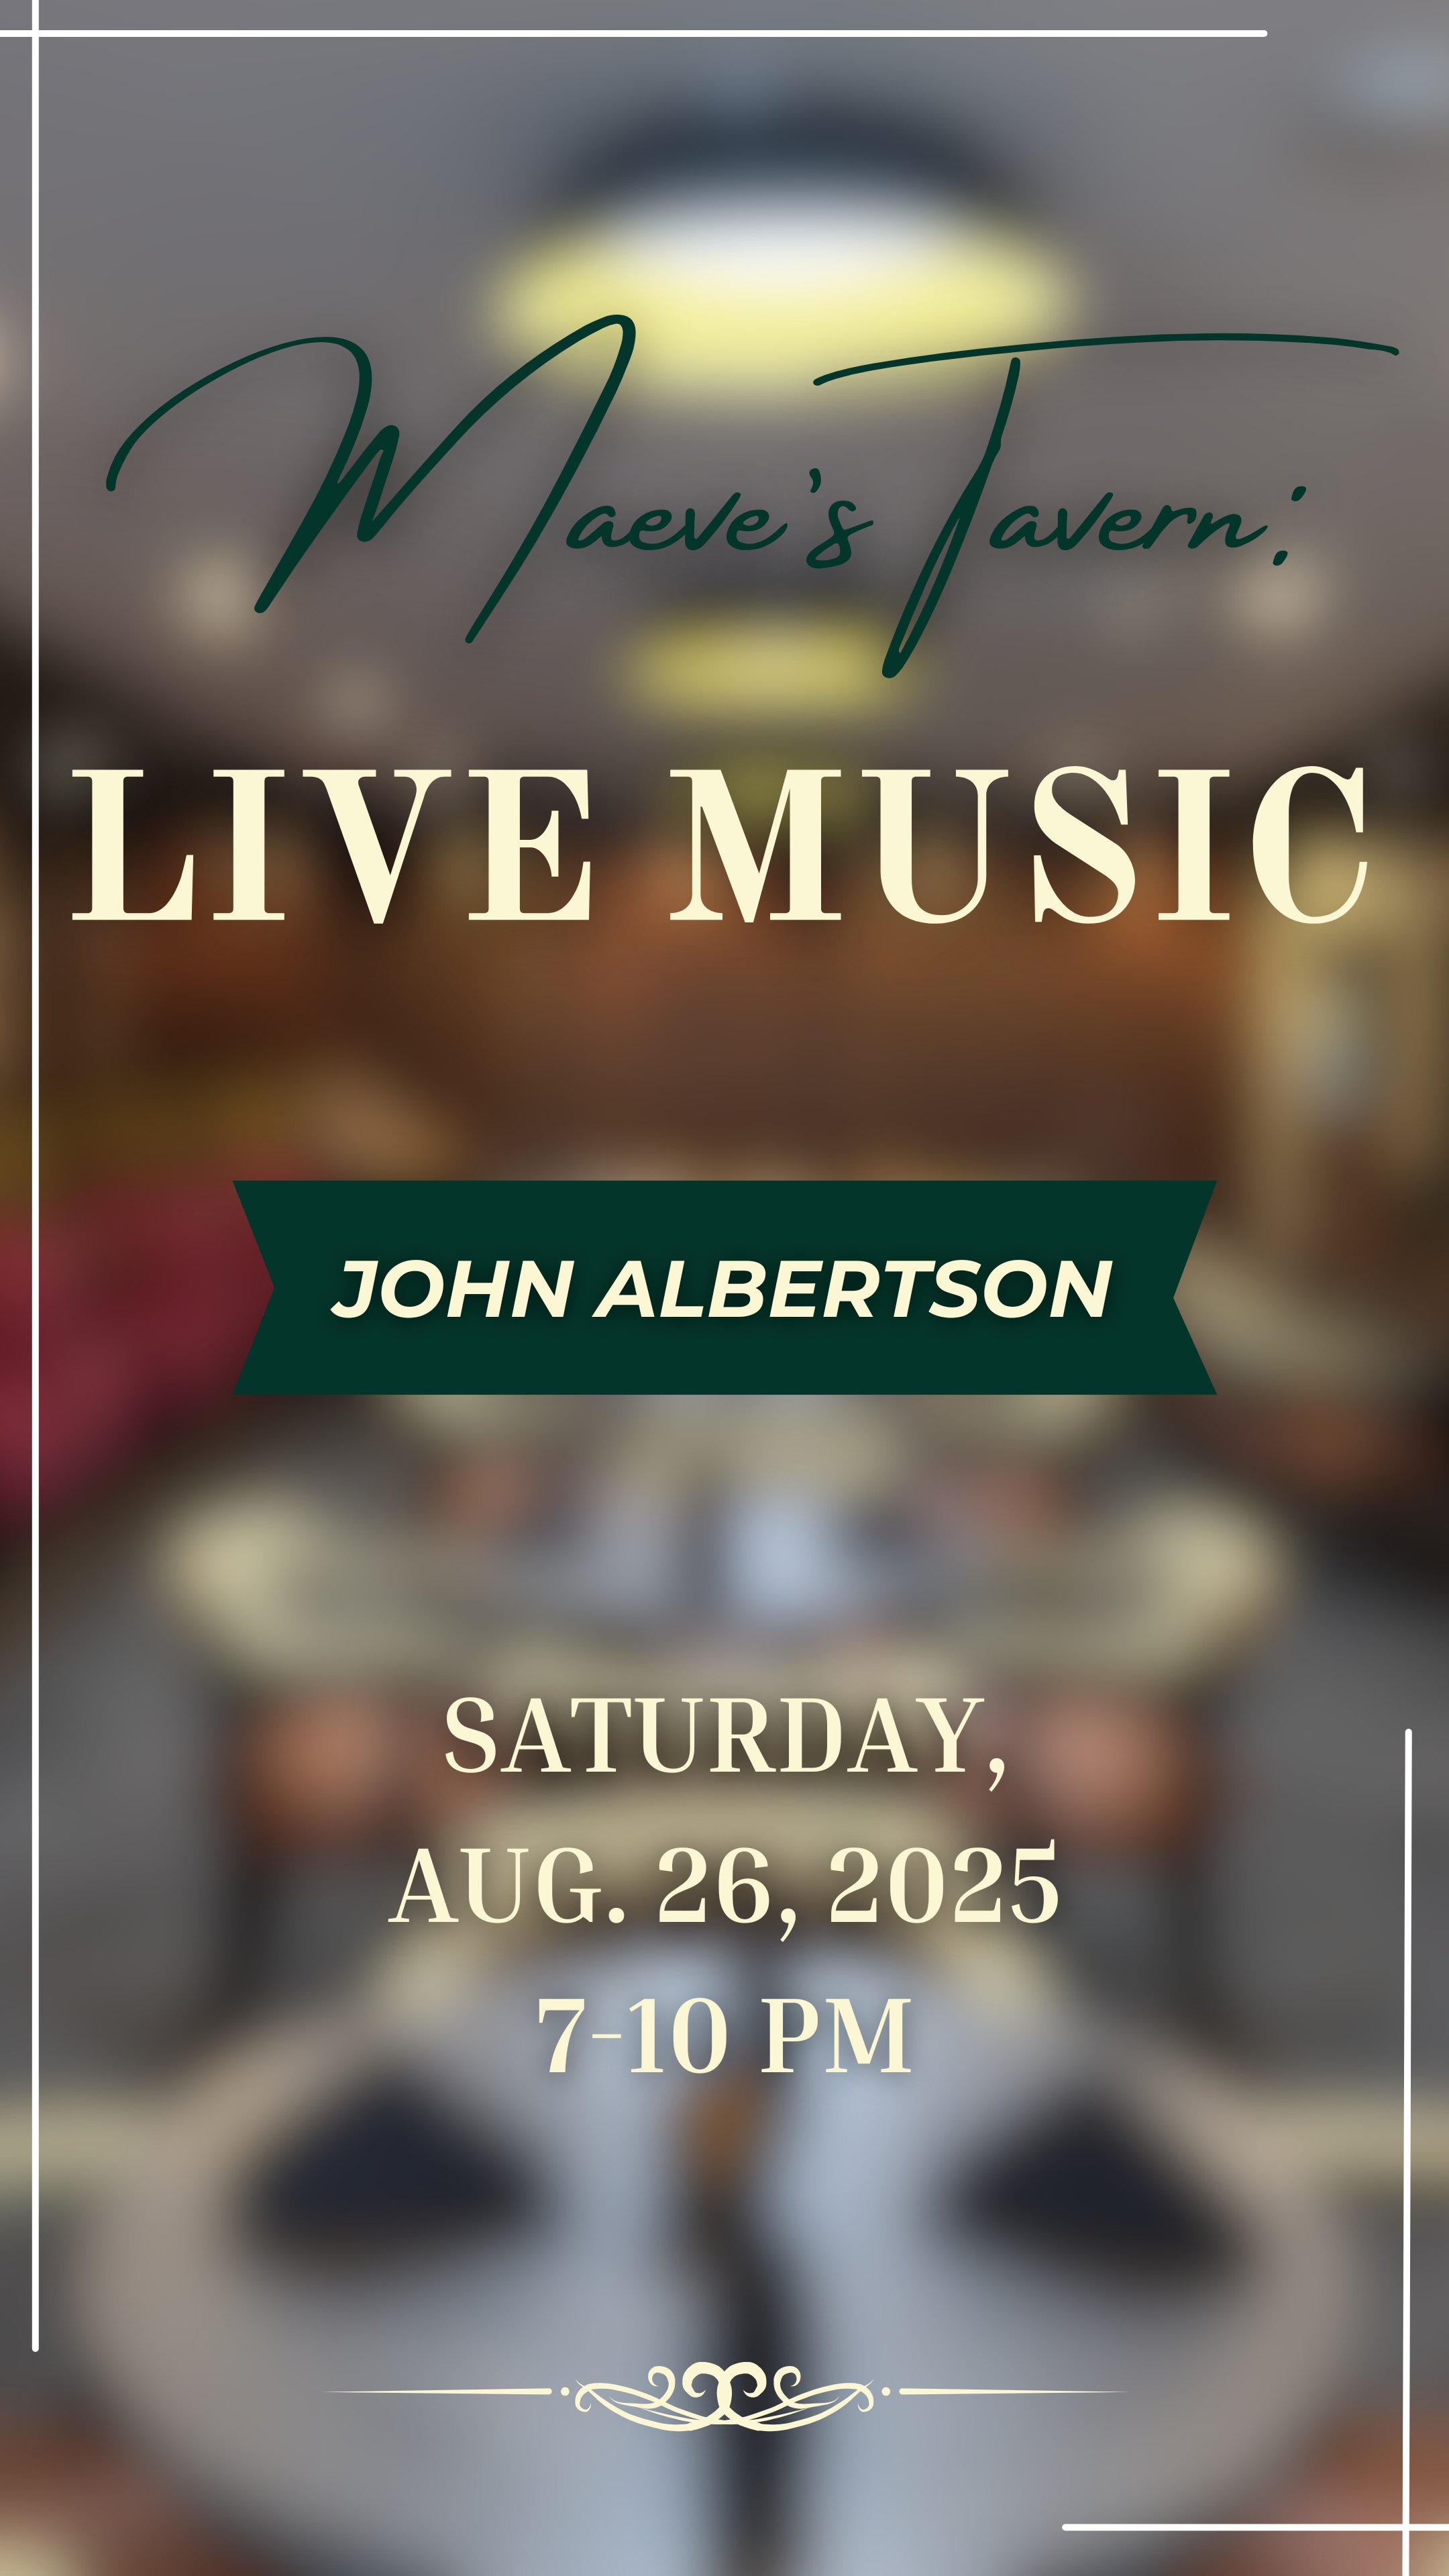 Maeve's Tavern:
LIVE MUSIC
JOHN ALBERTSON
SATURDAY,
AUG. 26, 2025
7-10 PM